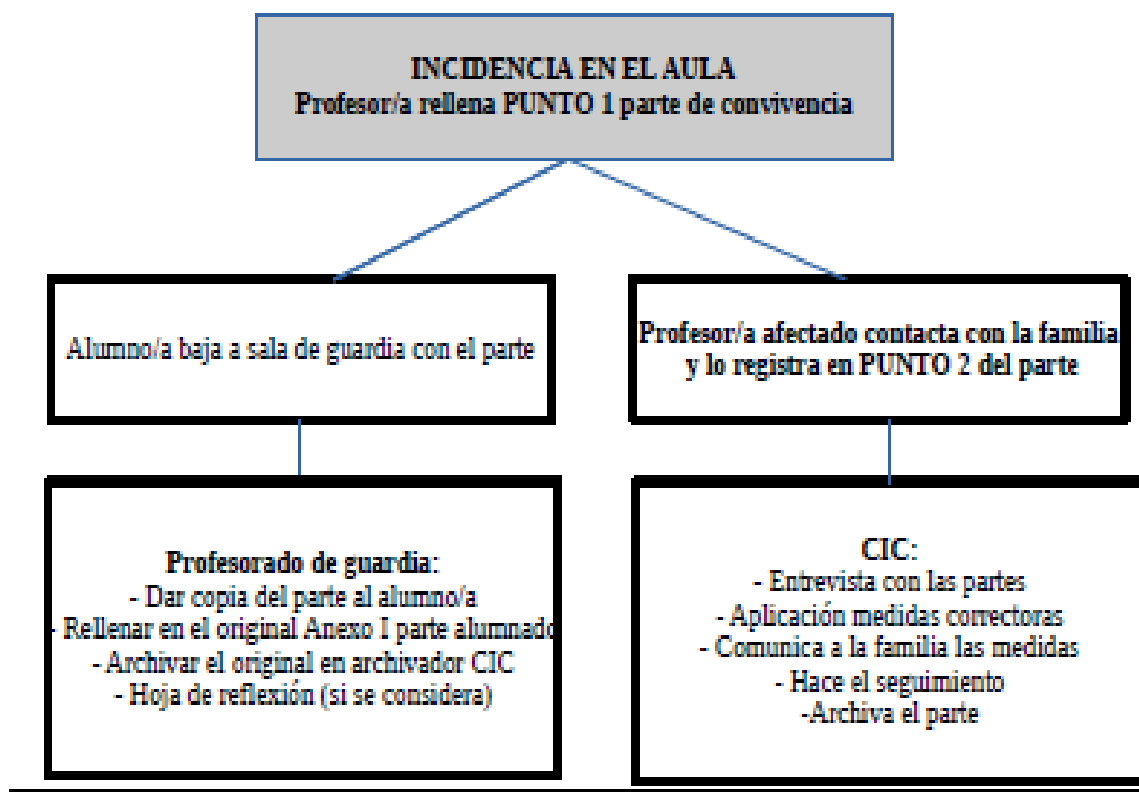 INCIDENCIA EN EL AULA
Profesor/a rellena PUNTO 1 parte de convivencia
Alumno/a baja a sala de guardia con el parte
Profesor/a afectado contacta con la familia
y lo registra en PUNTO 2 del parte
Profesorado de guardia:
- Dar copia del parte al alumno/a
- Rellenar en el original Anexo I parte alumnado
- Archivar el original en archivador CIC
- Hoja de reflexión (si se considera)
CIC:
- Entrevista con las partes
- Aplicación medidas correctoras
- Comunica a la familia las medidas
- Hace el seguimiento
-Archiva el parte